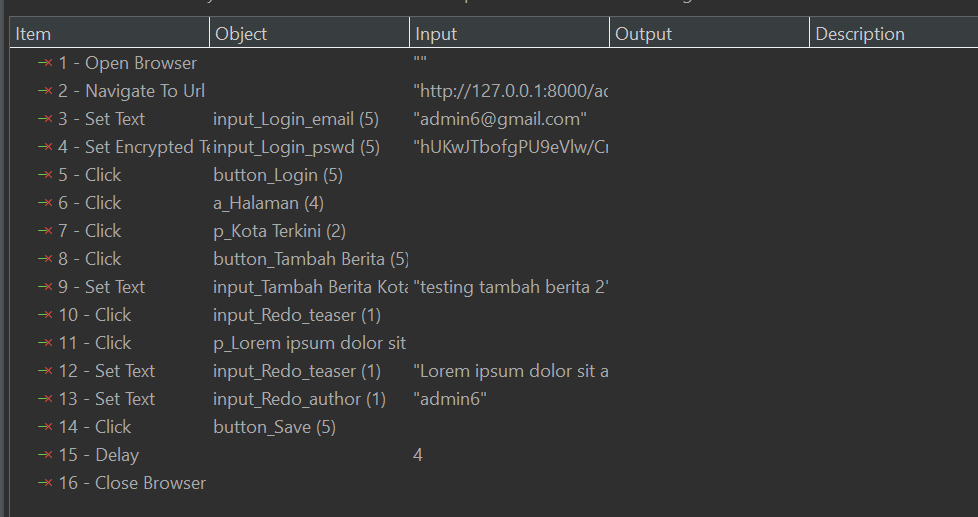 Item Object Input Output Description
1 - Open Browser ""
2 - Navigate To Url "http://127.0.0.1:8000/ad
3 - Set Text input_Login_email (5) "admin6@gmail.com"
4 - Set Encrypted Te input_Login_pswd (5) "hUKwJTbofgPU9eVlw/Cr
5 - Click button_Login (5)
6 - Click a_Halaman (4)
7 - Click p_Kota Terkini (2)
8 - Click button_Tambah Berita (5)
9 - Set Text input_Tambah Berita Kota "testing tambah berita 2"
10 - Click input_Redo_teaser (1)
11 - Click p_Lorem ipsum dolor sit
12 - Set Text input_Redo_teaser (1) "Lorem ipsum dolor sit a
13 - Set Text input_Redo_author (1) "admin6"
14 - Click button_Save (5)
15 - Delay 4
16 - Close Browser